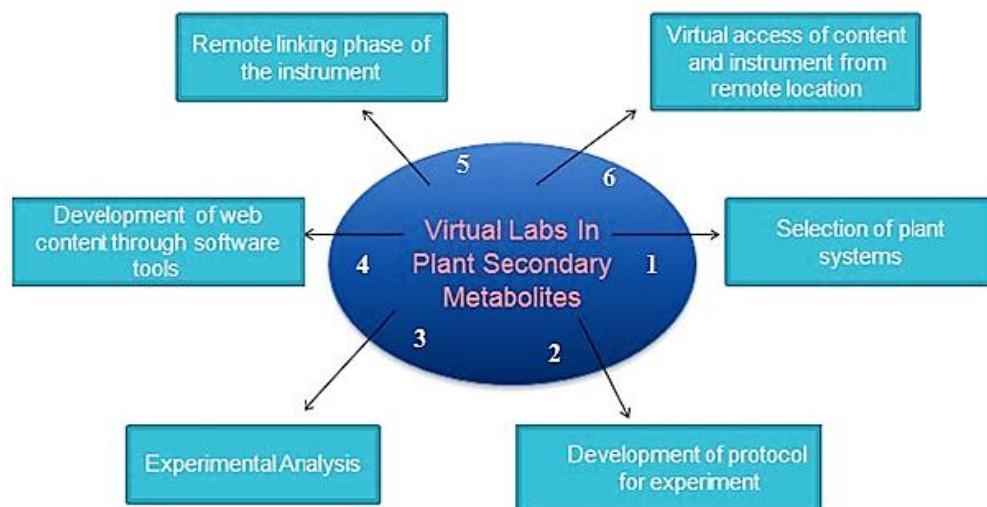 Remote linking phase of
the instrument
Virtual access of content
and instrument from
remote location
5
6
Development of web
content through software
tools
Virtual Labs In
Plant Secondary
Metabolites
4
1
Selection of plant
systems
3
2
Experimental Analysis
Development of protocol
for experiment